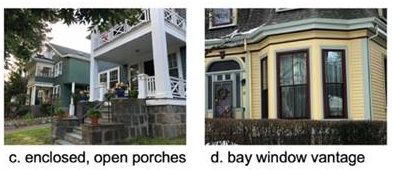 c. enclosed, open porches
d. bay window vantage